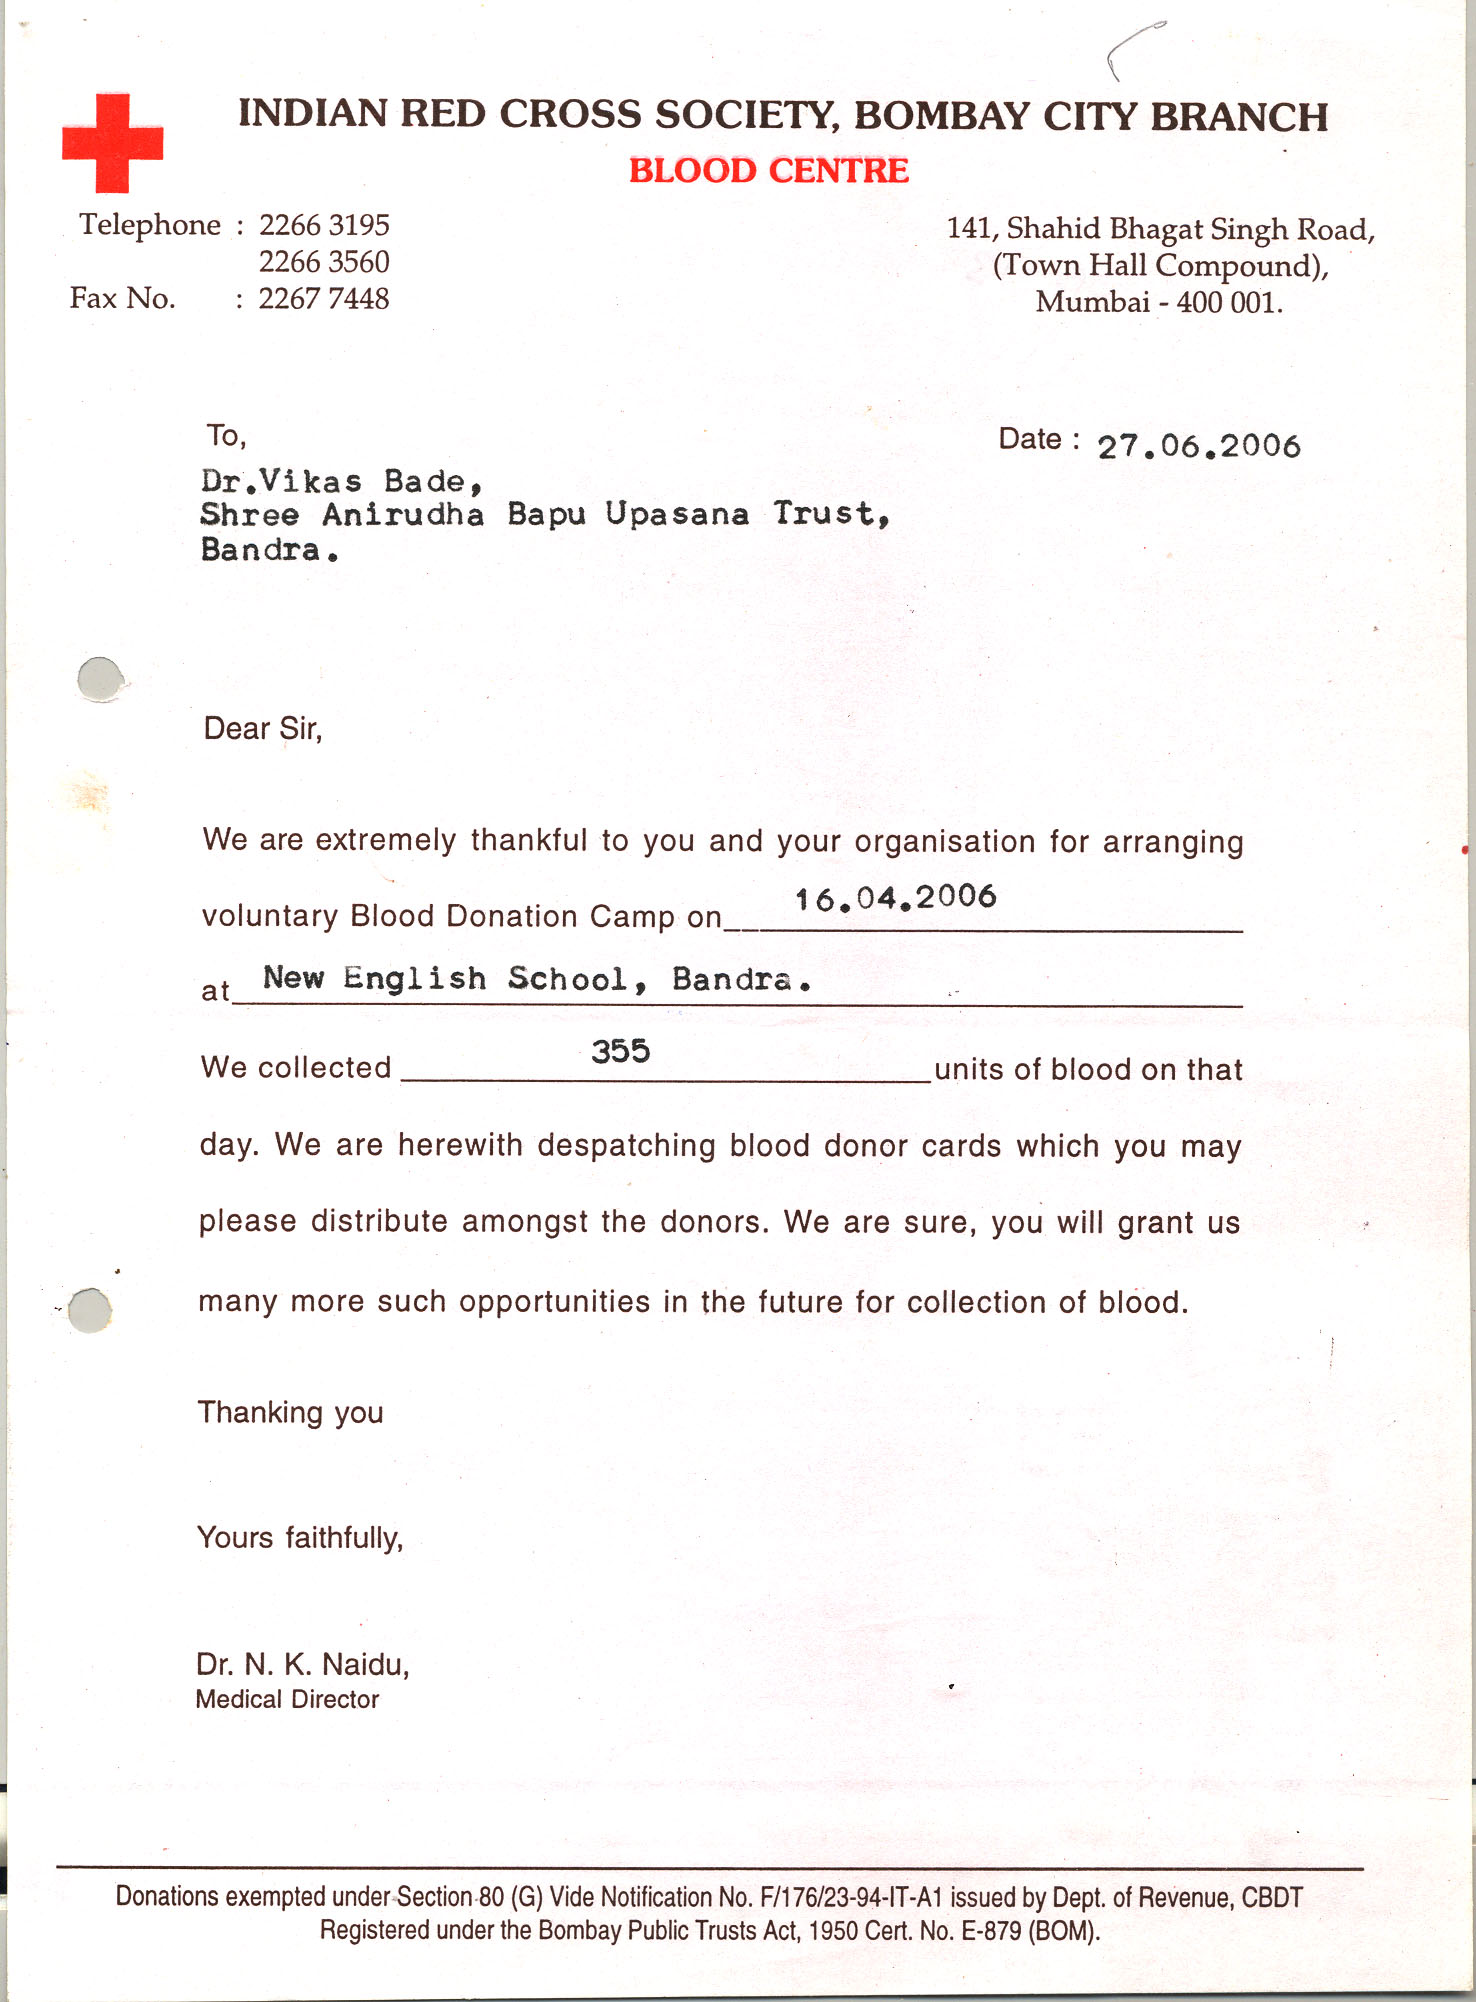 INDIAN RED CROSS SOCIETY, BOMBAY CITY BRANCH
BLOOD CENTRE
Telephone : 2266 3195
2266 3560
Fax No. : 2267 7448
141, Shahid Bhagat Singh Road,
(Town Hall Compound),
Mumbai - 400 001.
To,
Date : 27.06.2006
Dr.Vikas Bade,
Shree Anirudha Bapu Upasana Trust,
Bandra.
Dear Sir,
We are extremely thankful to you and your organisation for arranging
voluntary Blood Donation Camp on 16.04.2006
at New English School, Bandra.
We collected 355 units of blood on that
day. We are herewith despatching blood donor cards which you may
please distribute amongst the donors. We are sure, you will grant us
many more such opportunities in the future for collection of blood.
Thanking you
Yours faithfully,
Dr. N. K. Naidu,
Medical Director
Donations exempted under Section 80 (G) Vide Notification No. F/176/23-94-IT-A1 issued by Dept. of Revenue, CBDT
Registered under the Bombay Public Trusts Act, 1950 Cert. No. E-879 (BOM).